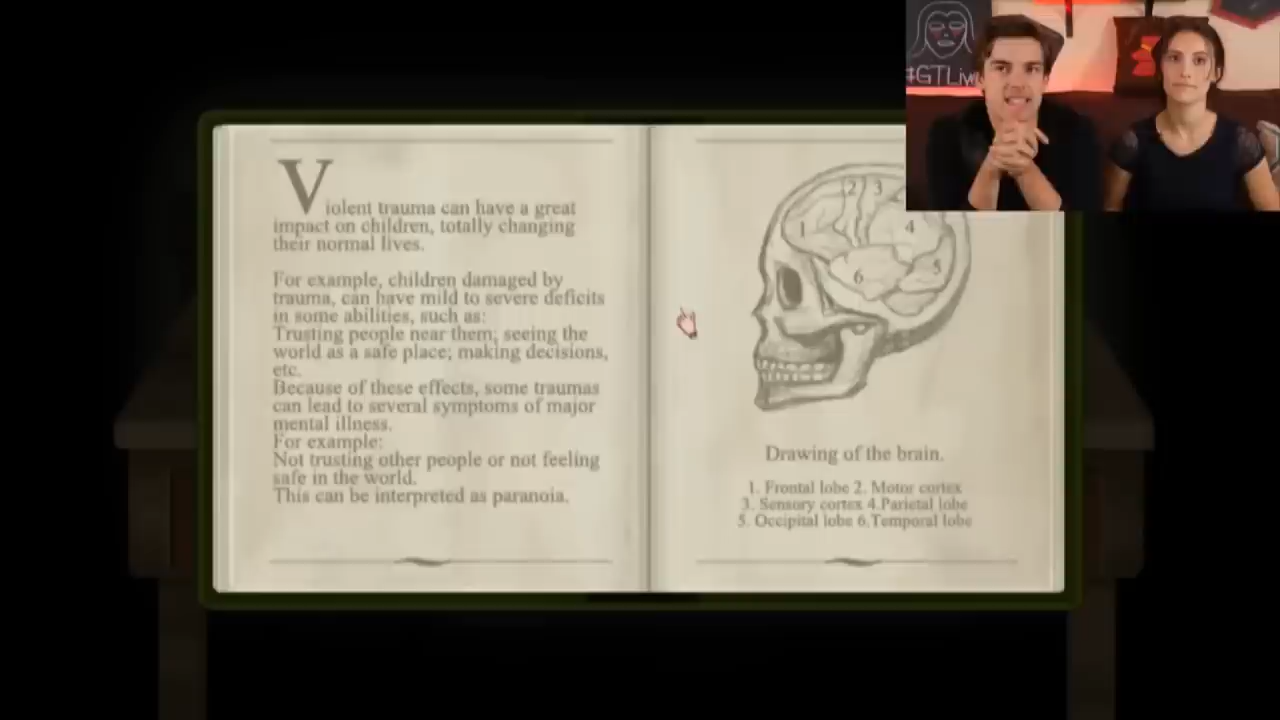 #GTLive
Violent trauma can have a great
impact on children, totally changing
their normal lives.
For example, children damaged by
trauma, can have mild to severe deficits
in some abilities, such as:
Trusting people near them; seeing the
world as a safe place; making decisions,
etc.
Because of these effects, some traumas
can lead to several symptoms of major
mental illness.
For example:
Not trusting other people or not feeling
safe in the world.
This can be interpreted as paranoia.
1
2
3
4
5
6
Drawing of the brain.
1. Frontal lobe 2. Motor cortex
3. Sensory cortex 4.Parietal lobe
5. Occipital lobe 6.Temporal lobe